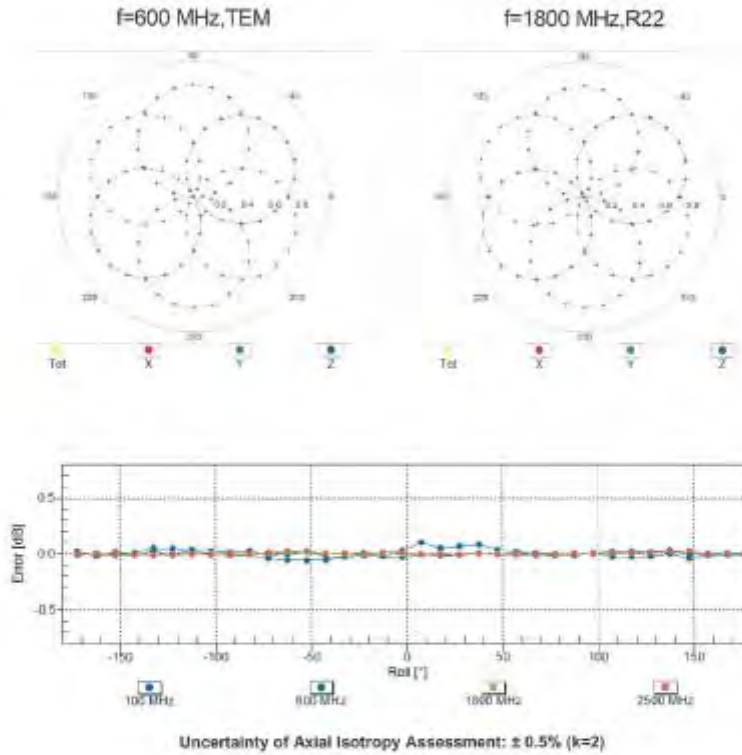 f=600 MHz,TEM
f=1800 MHz,R22
Tot X Y Z
Tot X Y Z
0.5
0.0
-0.5
Error [dB]
-150 -100 -50 0 50 100 150
Roll [°]
100 MHz 600 MHz 1800 MHz 2500 MHz
Uncertainty of Axial Isotropy Assessment: ± 0.5% (k=2)